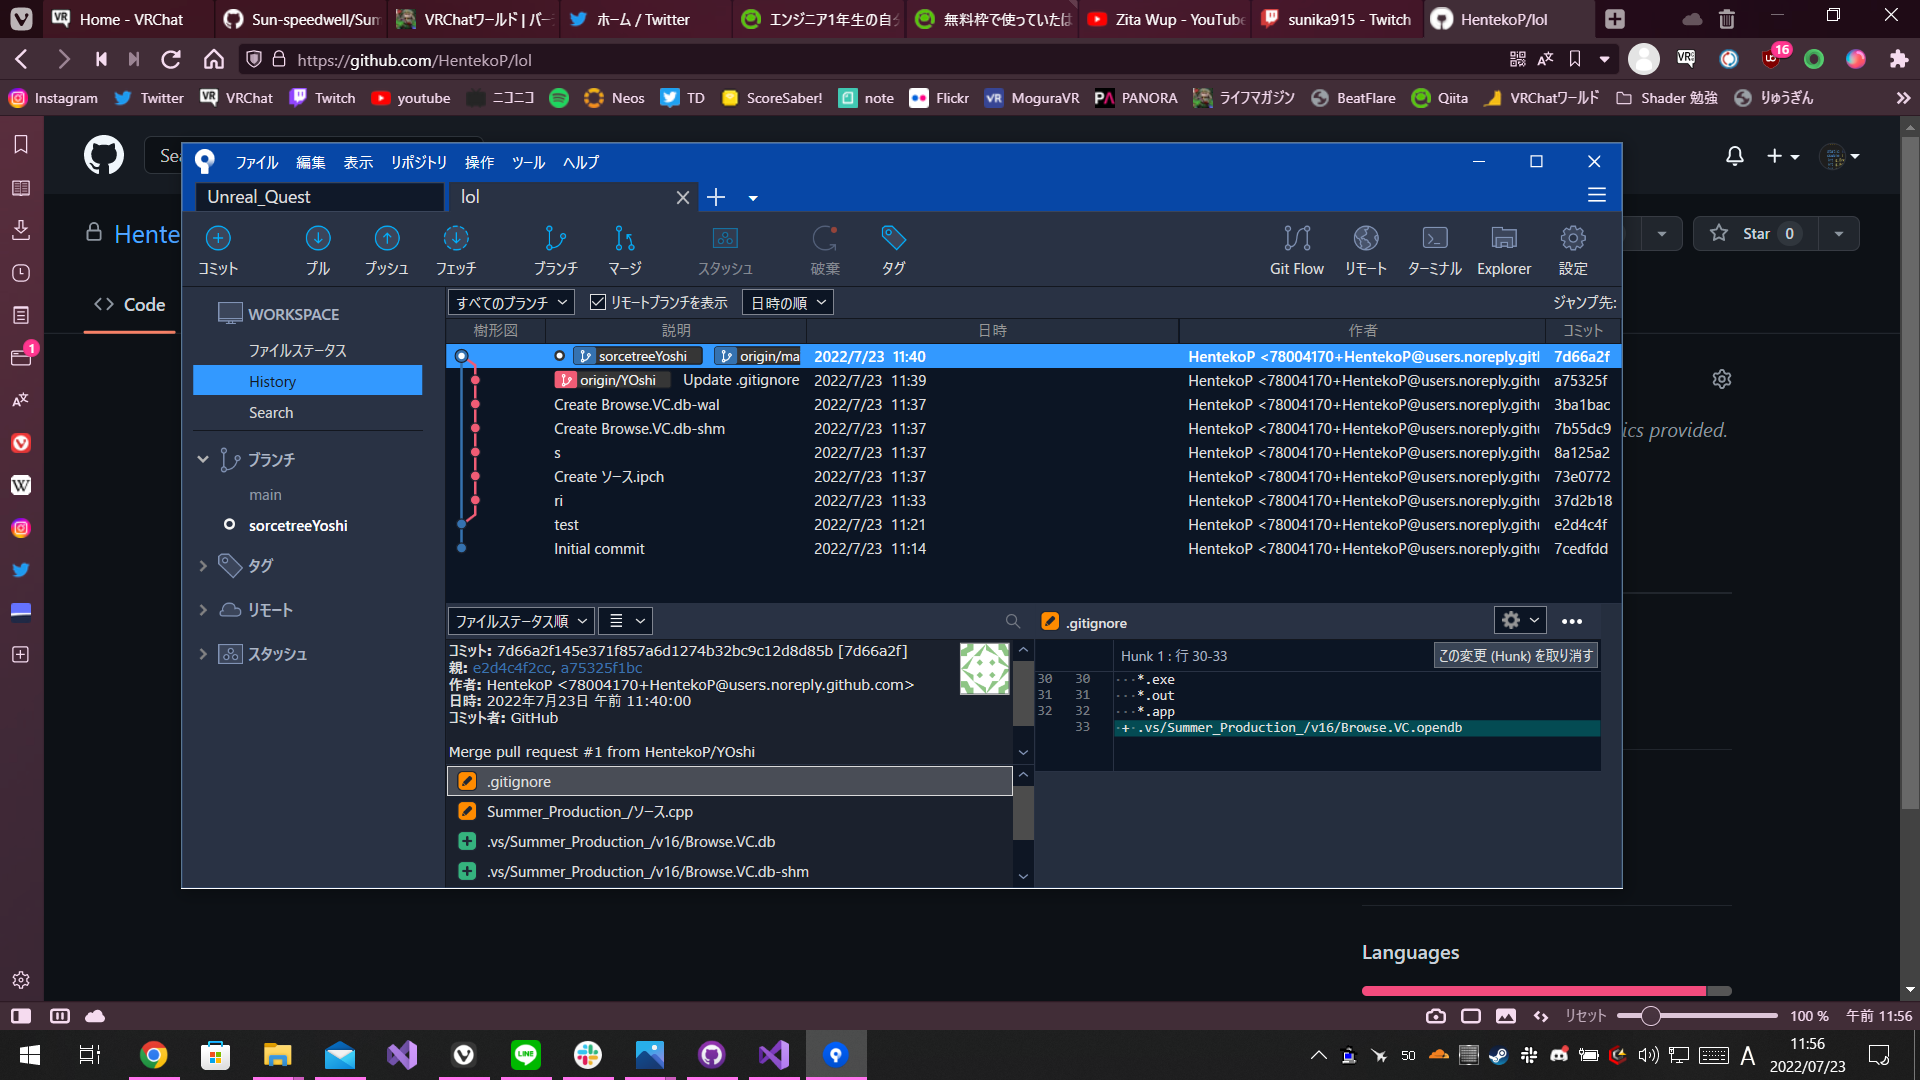 Home - VRChat
Sun-speedwell/Sum
VRChatワールド | バー
ホーム / Twitter
エンジニア1年生の自
無料枠で使っていたは
Zita Wup - YouTube
sunika915 - Twitch
HentekoP/lol
https://github.com/HentekoP/lol
VR
16
Instagram
Twitter
VRChat
Twitch
youtube
ニコニコ
Neos
TD
ScoreSaber!
note
Flickr
MoguraVR
PANORA
ライフマガジン
BeatFlare
Qiita
VRChatワールド
Shader 勉強
りゅうぎん
Sea
ファイル 編集 表示 リポジトリ 操作 ツール ヘルプ
Unreal_Quest
lol
Hente
Star 0
コミット
プル
プッシュ
フェッチ
ブランチ
マージ
スタッシュ
破棄
タグ
Git Flow
リモート
ターミナル
Explorer
設定
Code
1
WORKSPACE
ファイルステータス
History
Search
ブランチ
main
sorcetreeYoshi
タグ
リモート
スタッシュ
すべてのブランチ
リモートブランチを表示
日時の順
ジャンプ先:
樹形図 説明 日時 作者 コミット
sorcetreeYoshi origin/ma 2022/7/23 11:40 HentekoP <78004170+HentekoP@users.noreply.gitl 7d66a2f
origin/YOshi Update .gitignore 2022/7/23 11:39 HentekoP <78004170+HentekoP@users.noreply.githu a75325f
Create Browse.VC.db-wal 2022/7/23 11:37 HentekoP <78004170+HentekoP@users.noreply.githu 3ba1bac
Create Browse.VC.db-shm 2022/7/23 11:37 HentekoP <78004170+HentekoP@users.noreply.githu 7b55dc9
s 2022/7/23 11:37 HentekoP <78004170+HentekoP@users.noreply.githu 8a125a2
Create ソース.ipch 2022/7/23 11:37 HentekoP <78004170+HentekoP@users.noreply.githu 73e0772
ri 2022/7/23 11:33 HentekoP <78004170+HentekoP@users.noreply.githu 37d2b18
test 2022/7/23 11:21 HentekoP <78004170+HentekoP@users.noreply.githu e2d4c4f
Initial commit 2022/7/23 11:14 HentekoP <78004170+HentekoP@users.noreply.githu 7cedfdd
ics provided.
ファイルステータス順
コミット: 7d66a2f145e371f857a6d1274b32bc9c12d8d85b [7d66a2f]
親: e2d4c4f2cc, a75325f1bc
作者: HentekoP <78004170+HentekoP@users.noreply.github.com>
日時: 2022年7月23日 午前 11:40:00
コミット者: GitHub
Merge pull request #1 from HentekoP/YOshi
.gitignore
Summer_Production_/ソース.cpp
.vs/Summer_Production_/v16/Browse.VC.db
.vs/Summer_Production_/v16/Browse.VC.db-shm
.gitignore
Hunk 1 : 行 30-33
この変更 (Hunk) を取り消す
30 30 *.exe
31 31 *.out
32 32 *.app
33 + .vs/Summer_Production_/v16/Browse.VC.opendb
Languages
リセット
100 %
午前 11:56
LINE
50
A
11:56
2022/07/23